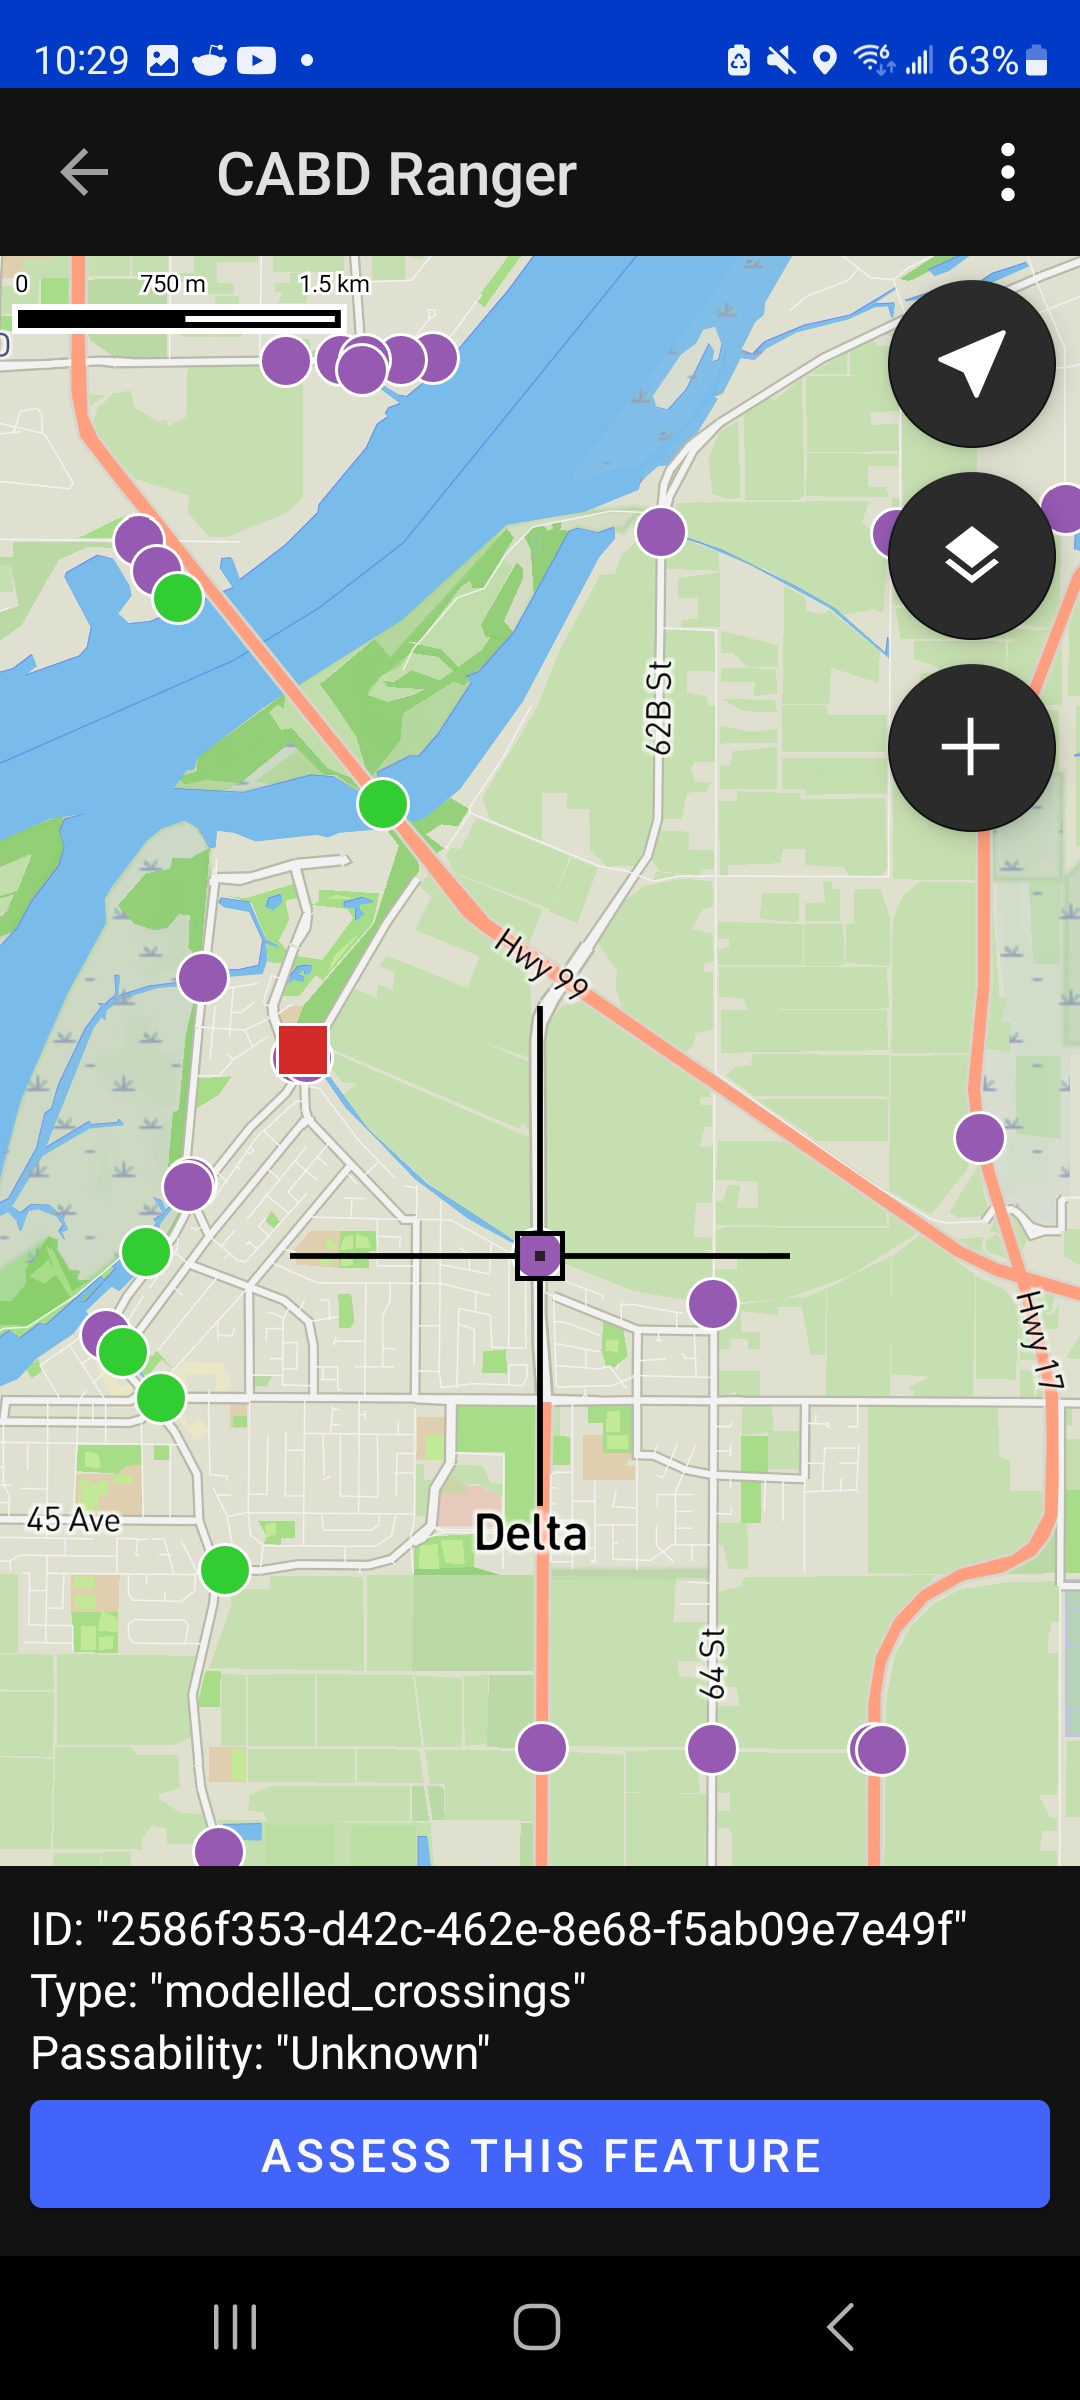 10:29
63%
CABD Ranger
0 750 m 1.5 km
62B St
Hwy 99
Hwy 17
45 Ave
Delta
64 St
ID: "2586f353-d42c-462e-8e68-f5ab09e7e49f"
Type: "modelled_crossings"
Passability: "Unknown"
ASSESS THIS FEATURE